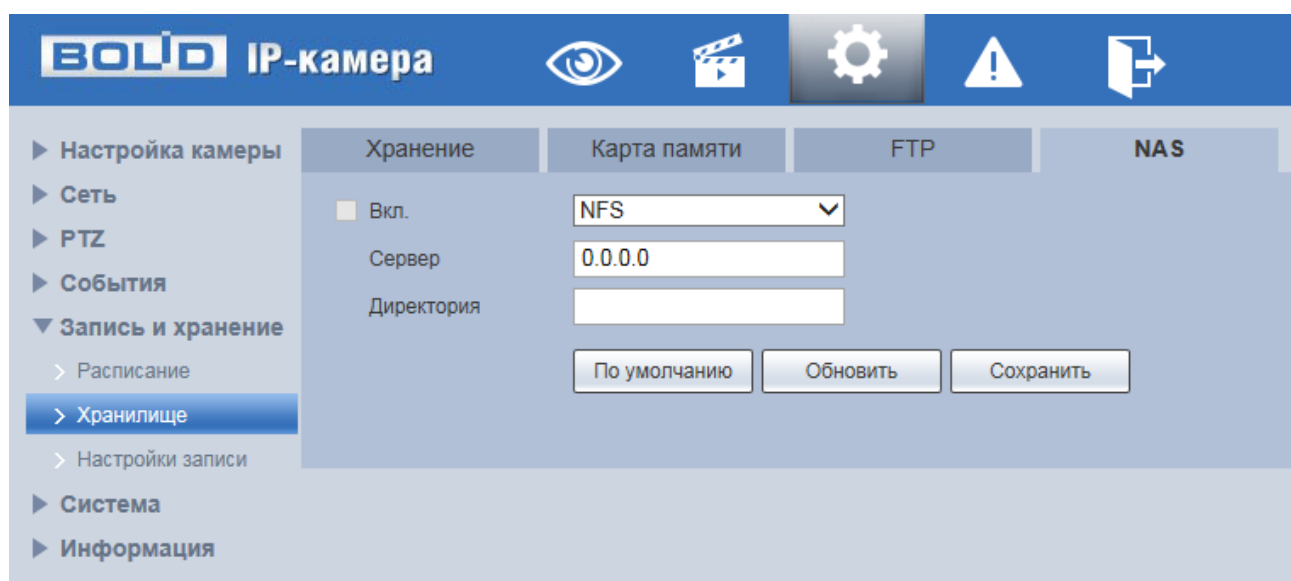 BOLID IP-камера
Настройка камеры
Сеть
PTZ
События
Запись и хранение
Расписание
Хранилище
Настройки записи
Система
Информация
Хранение Карта памяти FTP NAS
Вкл. NFS
Сервер 0.0.0.0
Директория
По умолчанию Обновить Сохранить